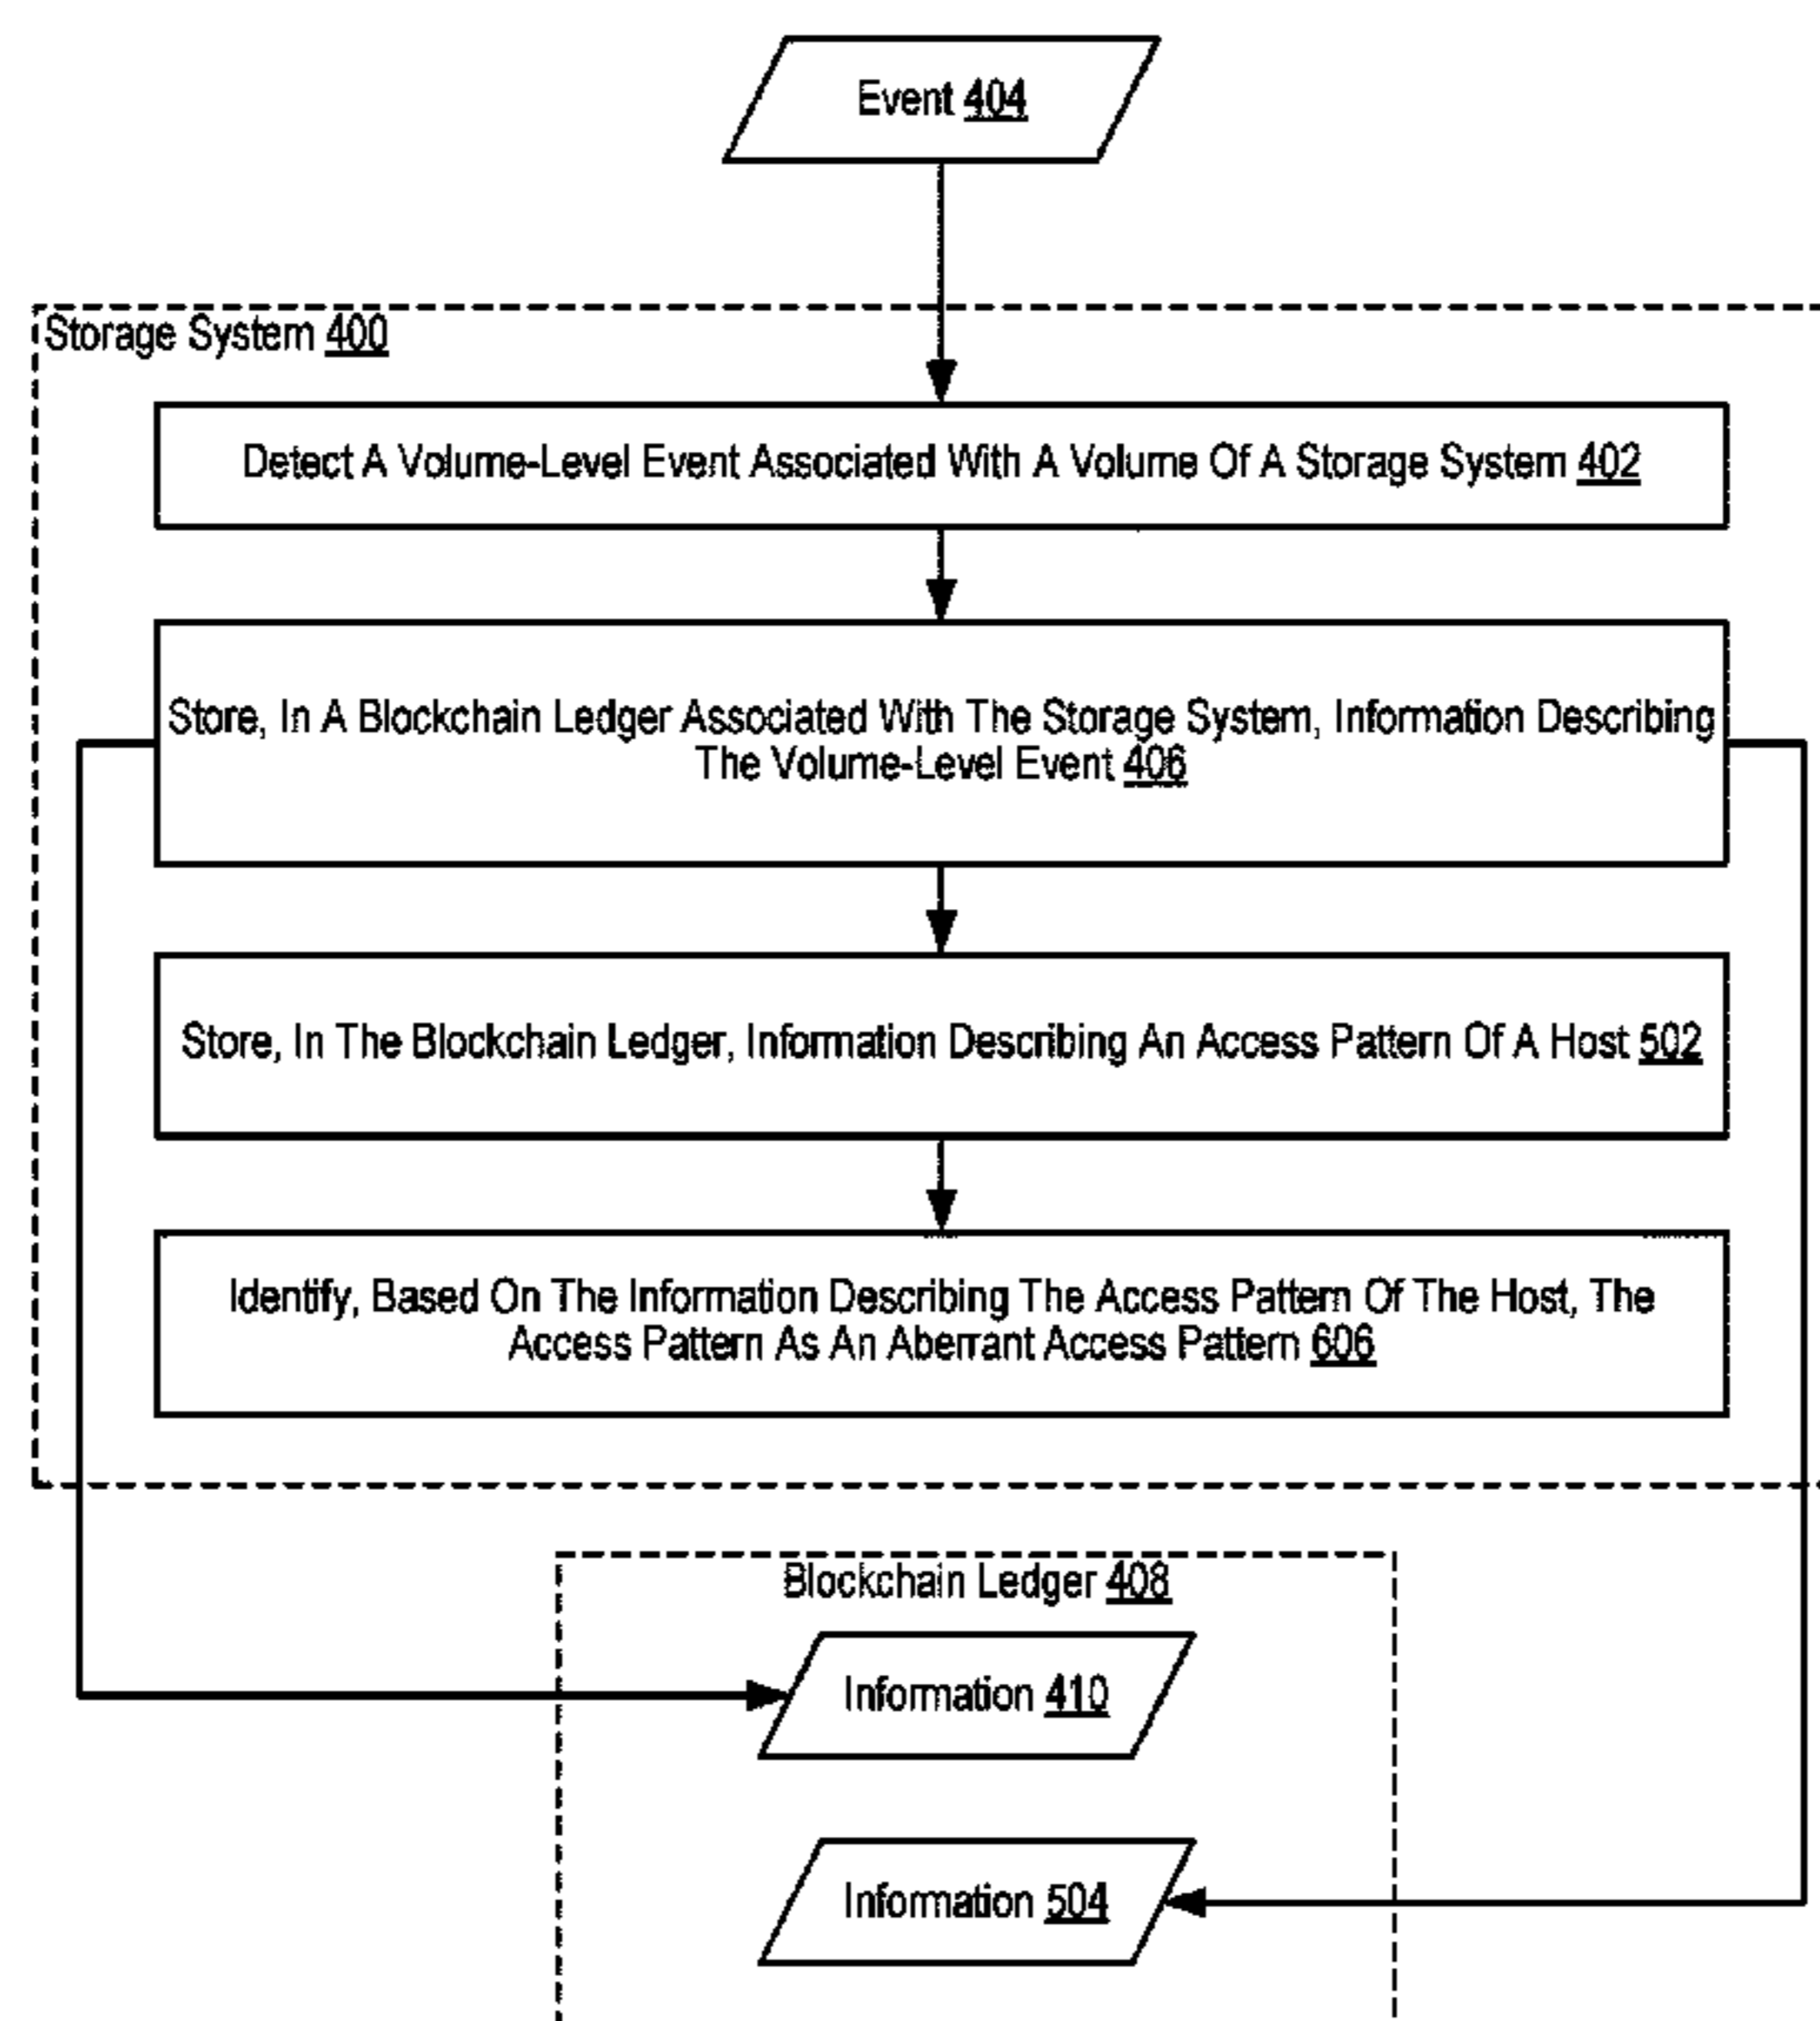 Event 404
Storage System 400
Detect A Volume-Level Event Associated With A Volume Of A Storage System 402
Store, In A Blockchain Ledger Associated With The Storage System, Information Describing
The Volume-Level Event 406
Store, In The Blockchain Ledger, Information Describing An Access Pattern Of A Host 502
Identify, Based On The Information Describing The Access Pattern Of The Host, The
Access Pattern As An Aberrant Access Pattern 606
Blockchain Ledger 408
Information 410
Information 504